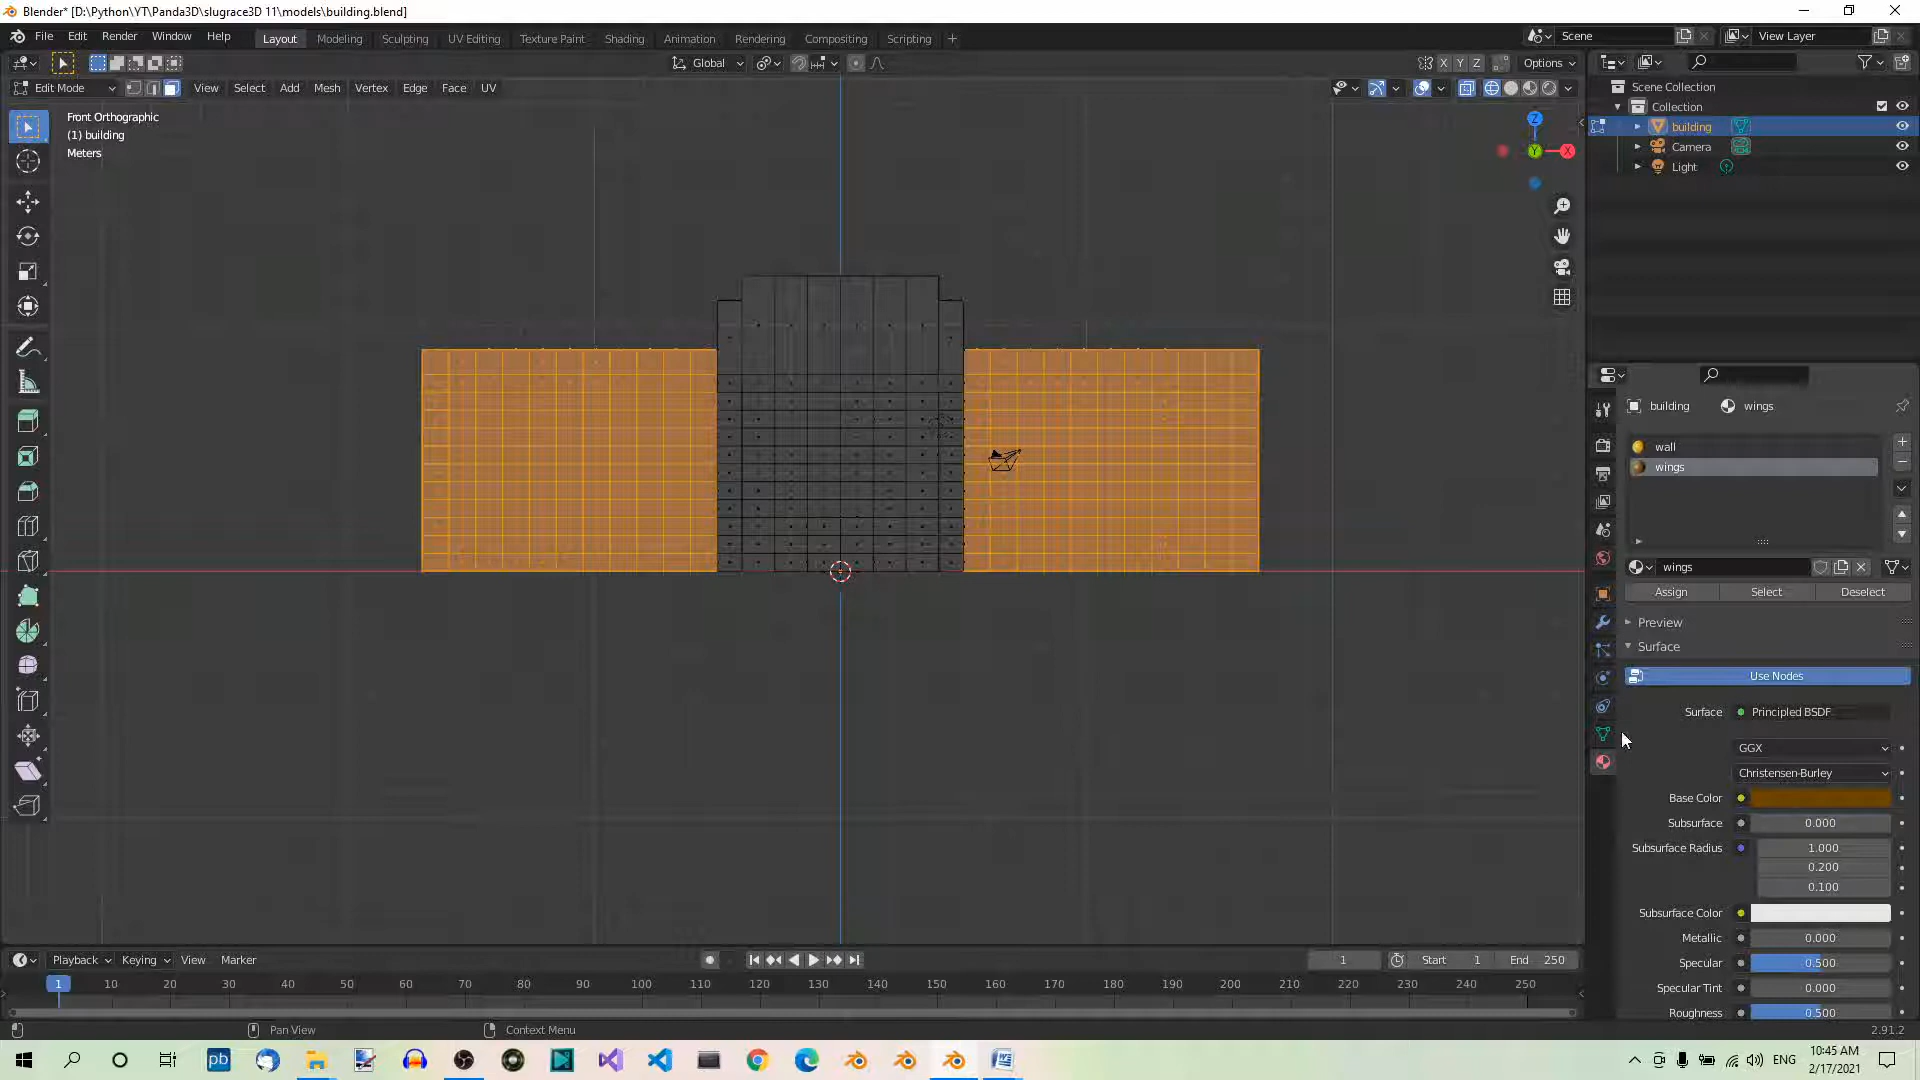 Blender* [D:\Python\YT\Panda3D\slugrace3D 11\models\building.blend]
File Edit Render Window Help Layout Modeling Sculpting UV Editing Texture Paint Shading Animation Rendering Compositing Scripting + Scene View Layer
Global X Y Z Options
Edit Mode View Select Add Mesh Vertex Edge Face UV
Scene Collection
Collection
building
Camera
Light
Front Orthographic
(1) building
Meters
Z
Y X
building wings
wall
wings
wings
Assign Select Deselect
Preview
Surface
Use Nodes
Surface Principled BSDF
GGX
Christensen-Burley
Base Color
Subsurface 0.000
Subsurface Radius 1.000
0.200
0.100
Subsurface Color
Metallic 0.000
Specular 0.500
Specular Tint 0.000
Roughness 0.500
Playback Keying View Marker 1 Start 1 End 250
1 10 20 30 40 50 60 70 80 90 100 110 120 130 140 150 160 170 180 190 200 210 220 230 240 250
Pan View Context Menu 2.91.2
pb ENG 10:45 AM
2/17/2021